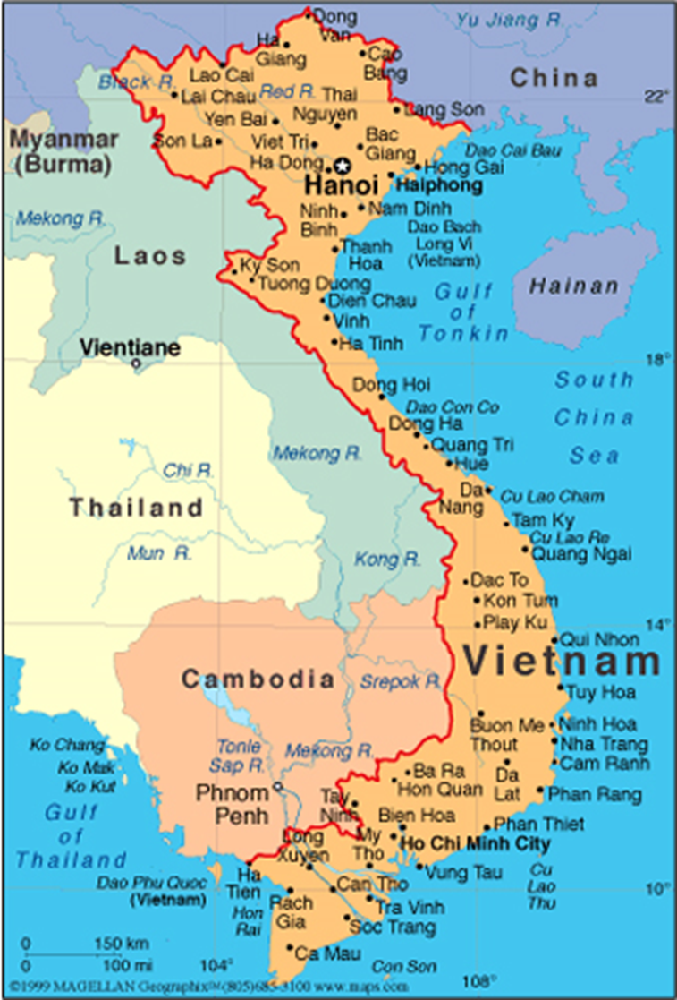 Dong
Van
Yu Jiang R.
Ha
Giang
Cao
Bang
China
Lao Cai
Black R.
Lai Chau
Red R.
Thai
Nguyen
22°
Lang Son
Yen Bai
Myanmar
(Burma)
Son La
Viet Tri
Bac
Giang
Dao Cai Bau
Ha Dong
Hong Gai
Hanoi
Haiphong
Mekong R.
Ninh
Binh
Nam Dinh
Dao Bach
Long Vi
(Vietnam)
Laos
Thanh
Hoa
Ky Son
Tuong Duong
Hainan
Gulf
of
Tonkin
Dien Chau
Vinh
Vientiane
Ha Tinh
18°
South
China
Sea
Dong Hoi
Dao Con Co
Dong Ha
Quang Tri
Mekong R.
Hue
Chi R.
Da
Nang
Cu Lao Cham
Thailand
Tam Ky
Cu Lao Re
Quang Ngai
Mun R.
Kong R.
Dac To
Kon Tum
Play Ku
14°
Qui Nhon
Vietnam
Cambodia
Srepok R.
Tuy Hoa
Buon Me
Thout
Ninh Hoa
Nha Trang
Cam Ranh
Ko Chang
Ko Mak
Ko Kut
Tonle
Sap R.
Mekong R.
Ba Ra
Hon Quan
Da
Lat
Phan Rang
Phnom
Penh
Tay
Ninh
Gulf
of
Thailand
Bien Hoa
Phan Thiet
Long
Xuyen
My
Tho
Ho Chi Minh City
Ha
Tien
Vung Tau
Cu
Lao
Thu
Dao Phu Quoc
(Vietnam)
Can Tho
10°
Hon
Rai
Rach
Gia
Tra Vinh
Soc Trang
0 150 km
0 100 mi
104°
Ca Mau
Con Son
108°
©1999 MAGELLAN Geographix℠(805)685-3100 www.maps.com